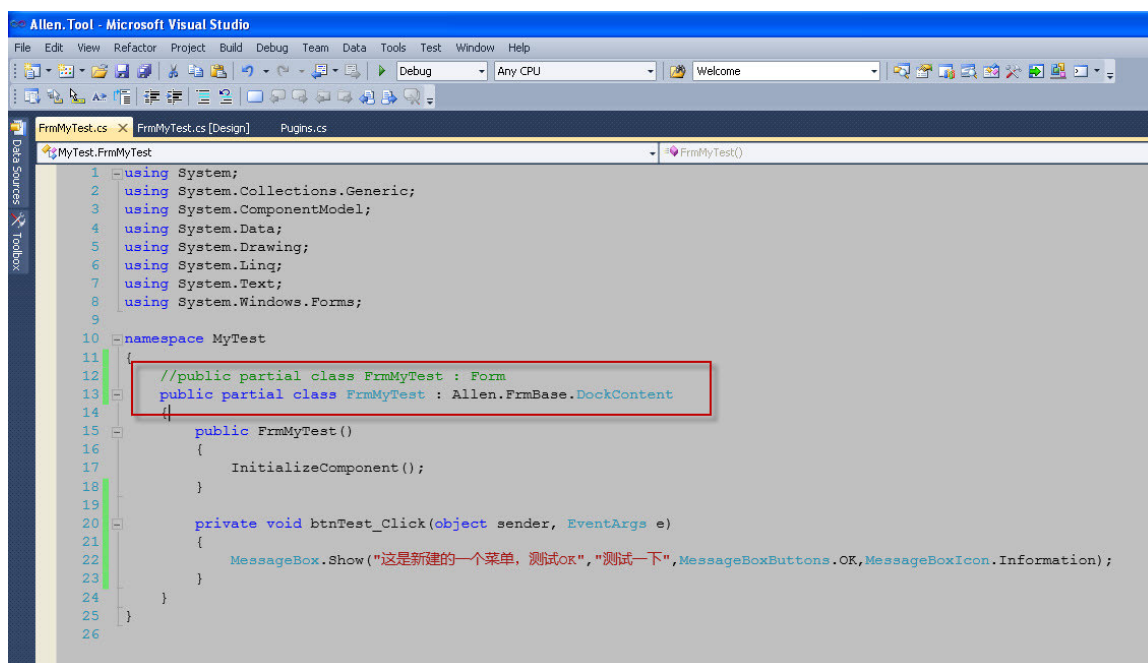 Allen.Tool - Microsoft Visual Studio
File Edit View Refactor Project Build Debug Team Data Tools Test Window Help
Debug Any CPU Welcome
FrmMyTest.cs X FrmMyTest.cs [Design] Pugins.cs
Data Sources
Toolbox
MyTest.FrmMyTest FrmMyTest()
1 using System;
2 using System.Collections.Generic;
3 using System.ComponentModel;
4 using System.Data;
5 using System.Drawing;
6 using System.Linq;
7 using System.Text;
8 using System.Windows.Forms;
9
10 namespace MyTest
11 {
12 //public partial class FrmMyTest : Form
13 public partial class FrmMyTest : Allen.FrmBase.DockContent
14 {
15 public FrmMyTest()
16 {
17 InitializeComponent();
18 }
19
20 private void btnTest_Click(object sender, EventArgs e)
21 {
22 MessageBox.Show("这是新建的一个菜单，测试OK","测试一下",MessageBoxButtons.OK,MessageBoxIcon.Information);
23 }
24 }
25 }
26